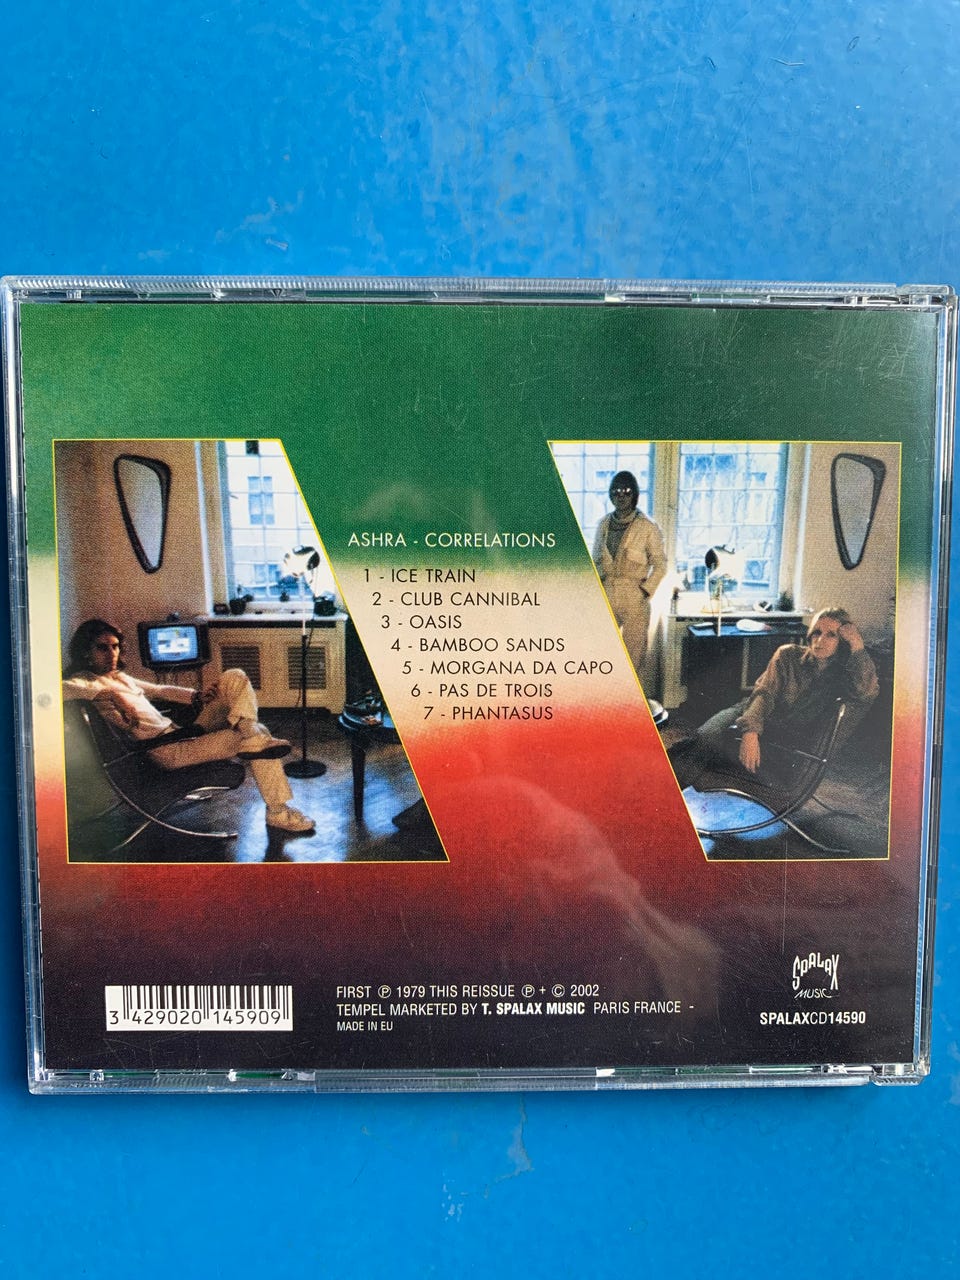 ASHRA - CORRELATIONS
1 - ICE TRAIN
2 - CLUB CANNIBAL
3 - OASIS
4 - BAMBOO SANDS
5 - MORGANA DA CAPO
6 - PAS DE TROIS
7 - PHANTASUS
3 429020 145909
FIRST ℗ 1979 THIS REISSUE ℗ + © 2002
TEMPEL MARKETED BY T. SPALAX MUSIC PARIS FRANCE -
MADE IN EU
SPALAX
MUSIC
SPALAXCD14590